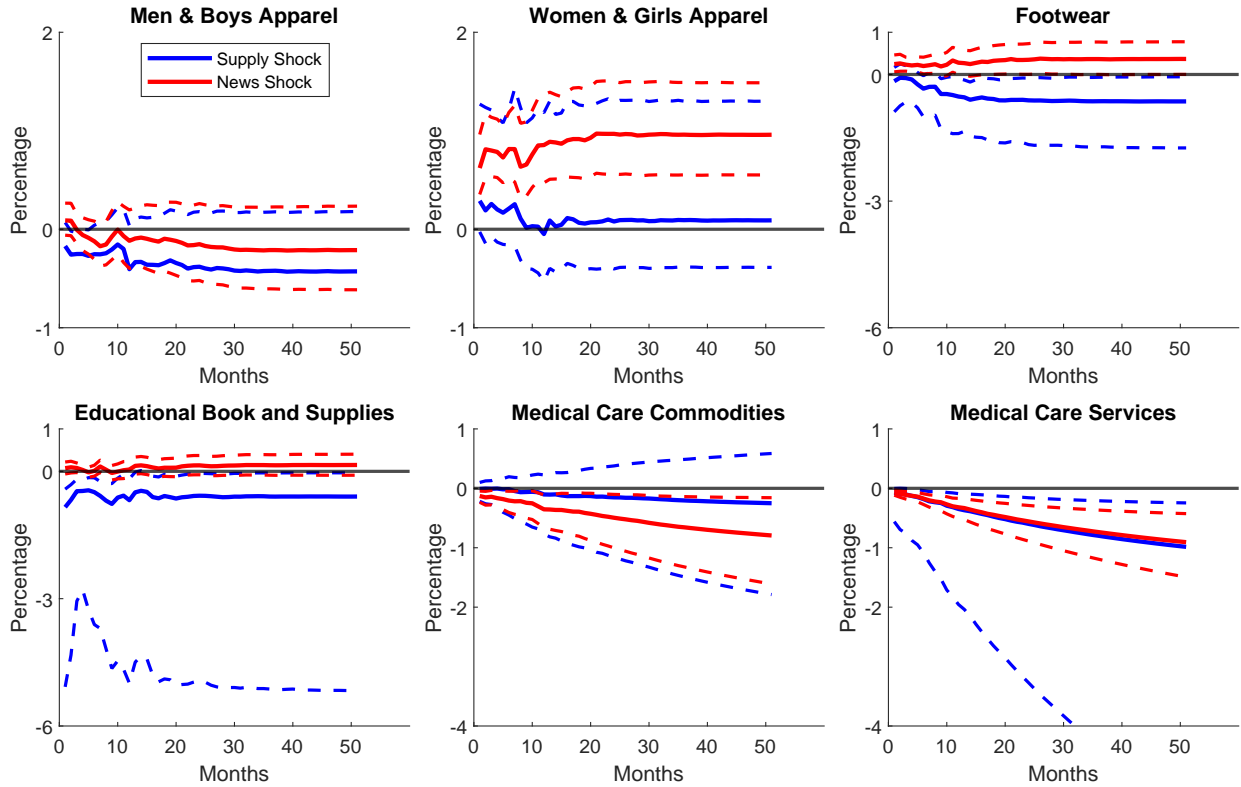 Men & Boys Apparel
2
0
-1
0 10 20 30 40 50
Months
Percentage
Supply Shock
News Shock
Women & Girls Apparel
2
0
-1
0 10 20 30 40 50
Months
Percentage
Footwear
1
0
-3
-6
0 10 20 30 40 50
Months
Percentage
Educational Book and Supplies
1
0
-3
-6
0 10 20 30 40 50
Months
Percentage
Medical Care Commodities
1
0
-1
-2
-4
0 10 20 30 40 50
Months
Percentage
Medical Care Services
1
0
-1
-2
-4
0 10 20 30 40 50
Months
Percentage